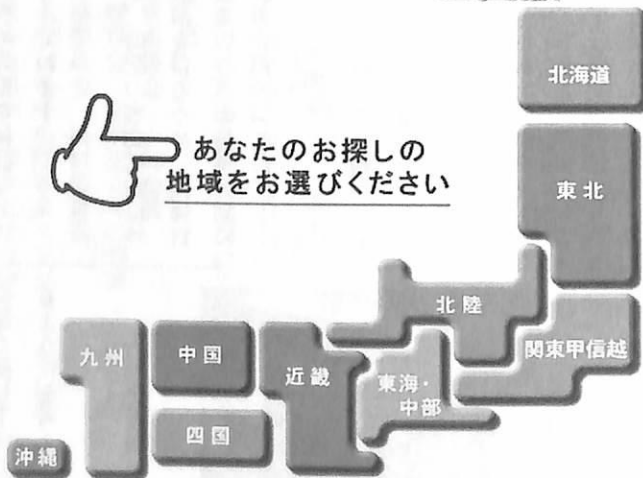 北海道
あなたのお探しの
地域をお選びください
東北
北陸
関東甲信越
九州
中国
近畿
東海・
中部
四国
沖縄